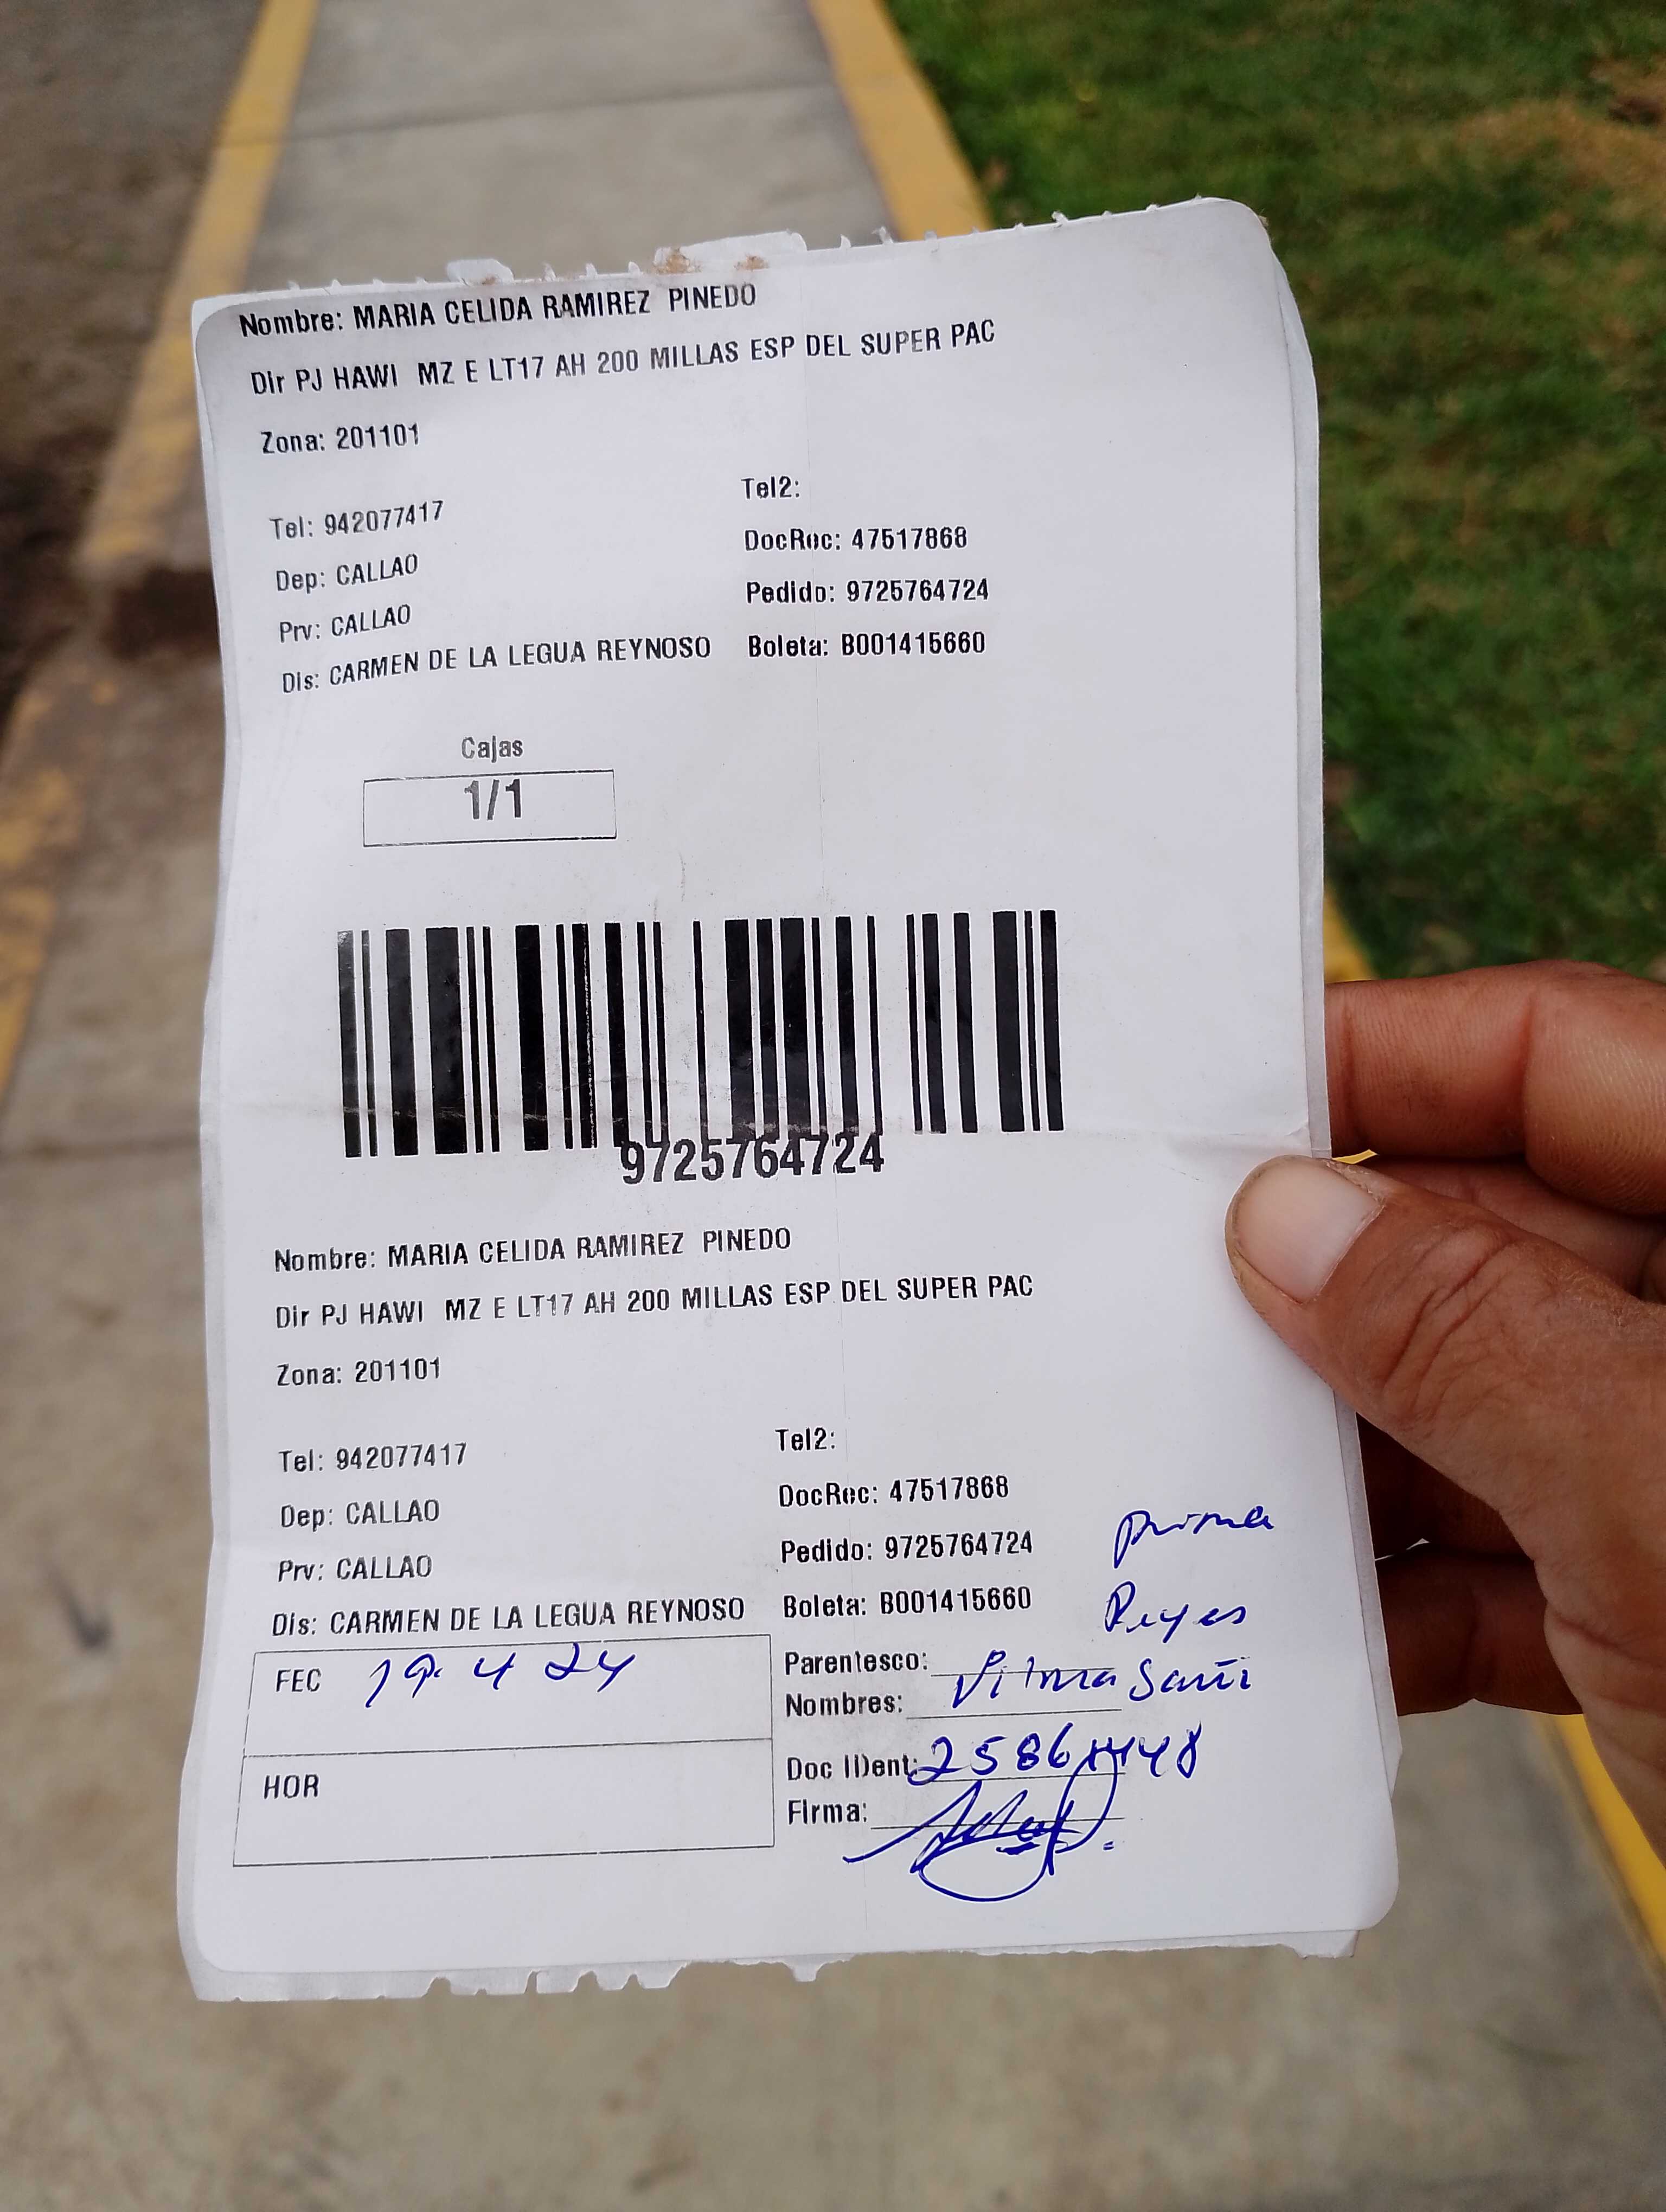 Nombre: MARIA CELIDA RAMIREZ PINEDO
Dir PJ HAWI MZ E LT17 AH 200 MILLAS ESP DEL SUPER PAC
Zona: 201101
Tel: 942077417
Tel2:
Dep: CALLAO
DocRec: 47517868
Prv: CALLAO
Pedido: 9725764724
Dis: CARMEN DE LA LEGUA REYNOSO
Boleta: B001415660
Cajas
1/1
9725764724
Nombre: MARIA CELIDA RAMIREZ PINEDO
Dir PJ HAWI MZ E LT17 AH 200 MILLAS ESP DEL SUPER PAC
Zona: 201101
Tel: 942077417
Tel2:
Dep: CALLAO
DocRec: 47517868
Prv: CALLAO
Pedido: 9725764724
prima
Dis: CARMEN DE LA LEGUA REYNOSO
Boleta: B001415660
Reyes
FEC 19. 4 24
Parentesco:
Nombres: Vilma
HOR
Doc IDent:
Firma: